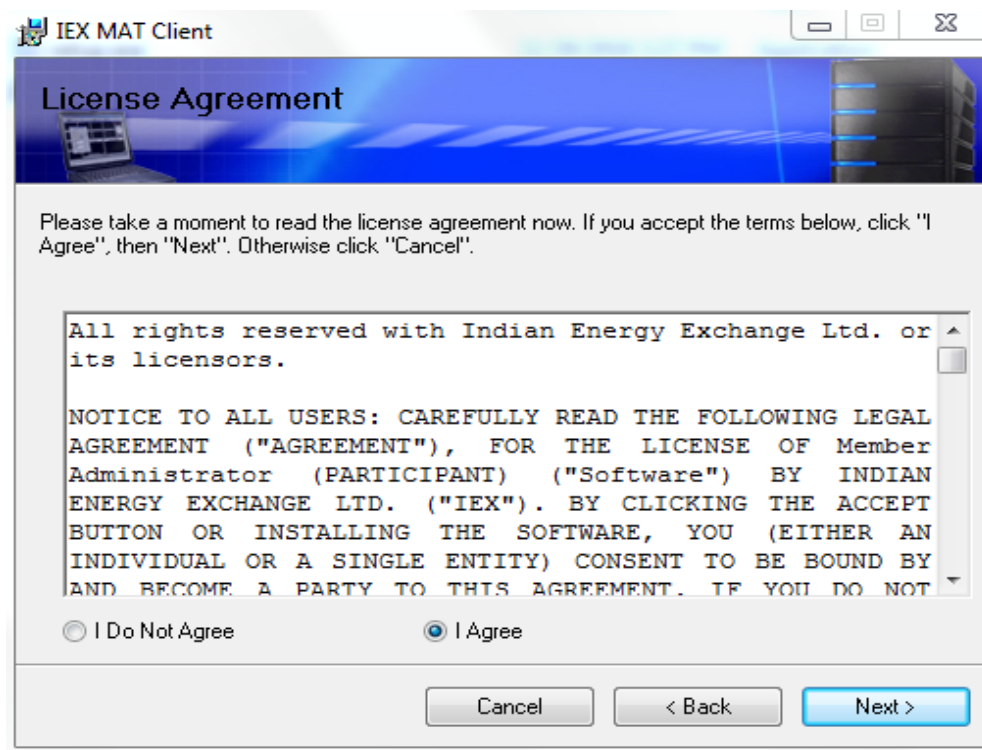 IEX MAT Client
License Agreement
Please take a moment to read the license agreement now. If you accept the terms below, click "I
Agree", then "Next". Otherwise click "Cancel".
All rights reserved with Indian Energy Exchange Ltd. or
its licensors.
NOTICE TO ALL USERS: CAREFULLY READ THE FOLLOWING LEGAL
AGREEMENT ("AGREEMENT"), FOR THE LICENSE OF Member
Administrator (PARTICIPANT) ("Software") BY INDIAN
ENERGY EXCHANGE LTD. ("IEX"). BY CLICKING THE ACCEPT
BUTTON OR INSTALLING THE SOFTWARE, YOU (EITHER AN
INDIVIDUAL OR A SINGLE ENTITY) CONSENT TO BE BOUND BY
AND BECOME A PARTY TO THIS AGREEMENT. IF YOU DO NOT
I Do Not Agree I Agree
Cancel < Back Next >